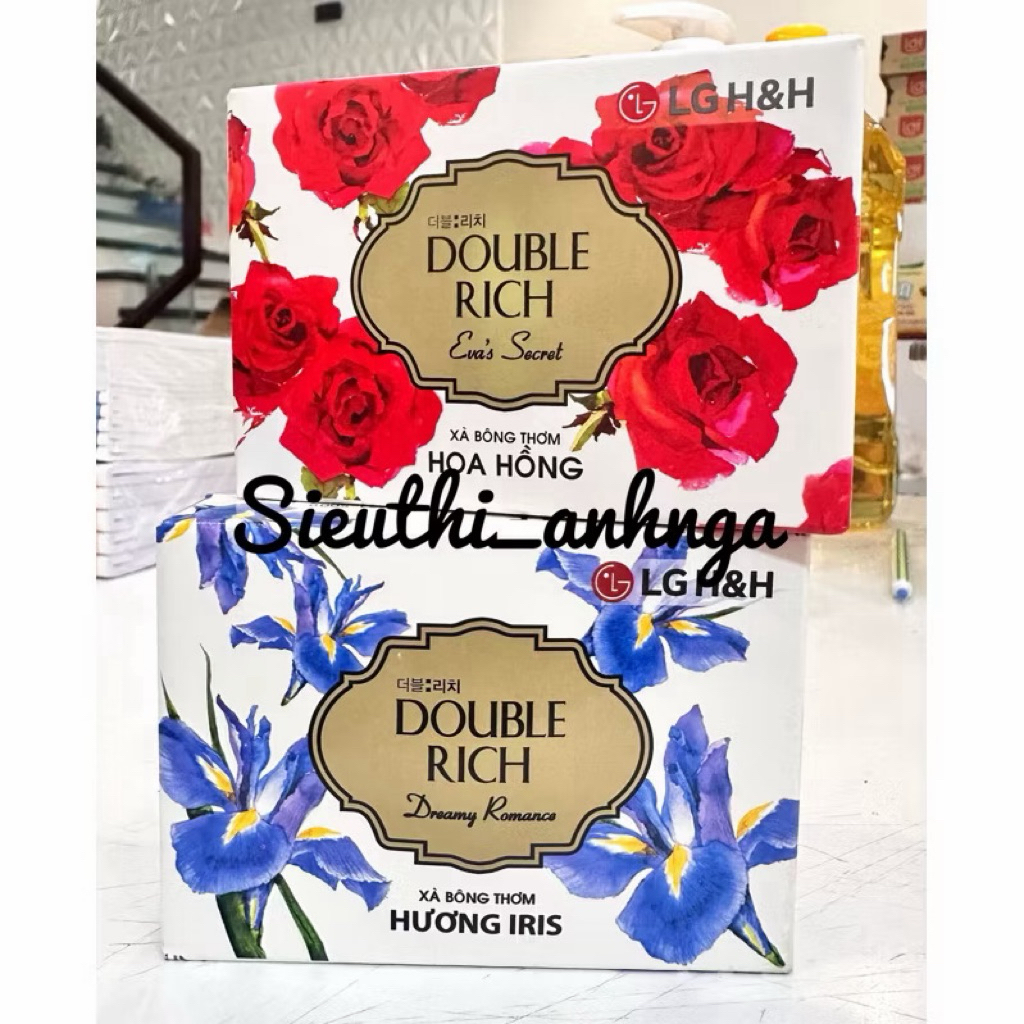 LG H&H
더블:리치
DOUBLE
RICH
Eva's Secret
XÀ BÔNG THƠM
HOA HỒNG
Sieuthi_anhnga
LG H&H
더블:리치
DOUBLE
RICH
Dreamy Romance
XÀ BÔNG THƠM
HƯƠNG IRIS